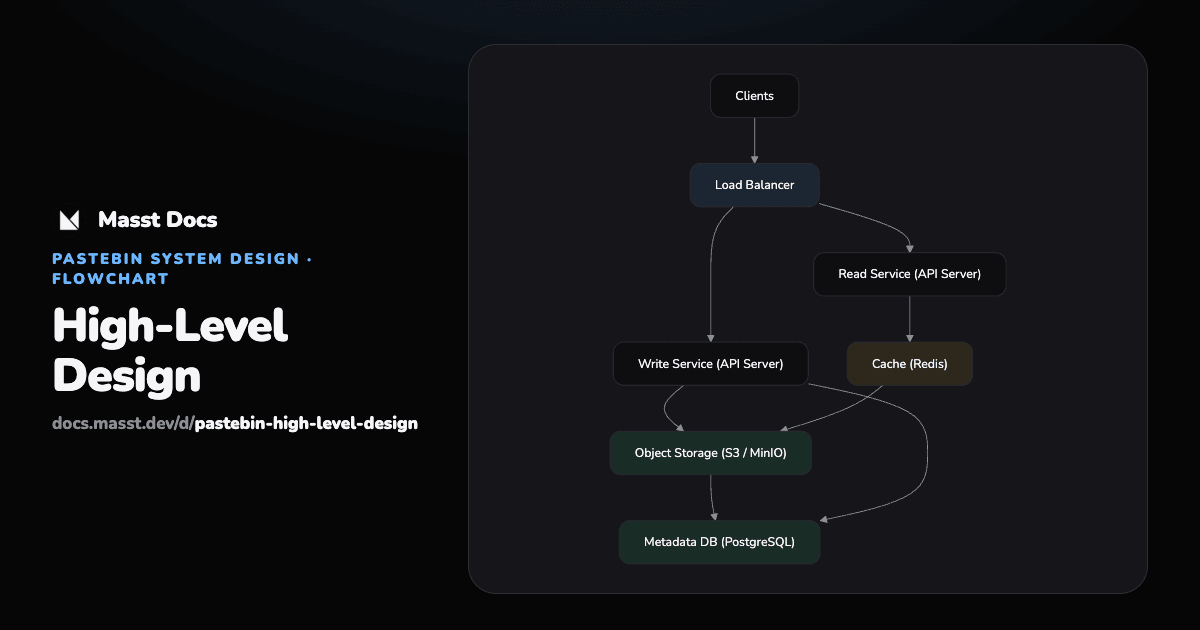 Masst Docs
PASTEBIN SYSTEM DESIGN ·
FLOWCHART
High-Level
Design
docs.masst.dev/d/pastebin-high-level-design
Clients
Load Balancer
Read Service (API Server)
Write Service (API Server)
Cache (Redis)
Object Storage (S3 / MinIO)
Metadata DB (PostgreSQL)